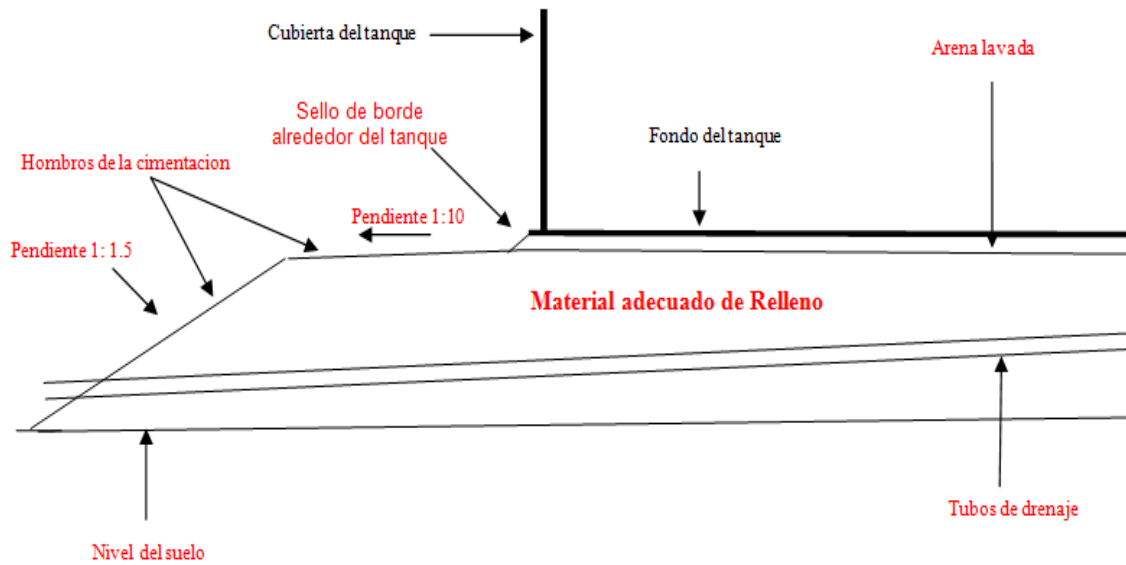 Cubierta del tanque
Arena lavada
Sello de borde
alrededor del tanque
Fondo del tanque
Hombros de la cimentacion
Pendiente 1:10
Pendiente 1: 1.5
Material adecuado de Relleno
Tubos de drenaje
Nivel del suelo